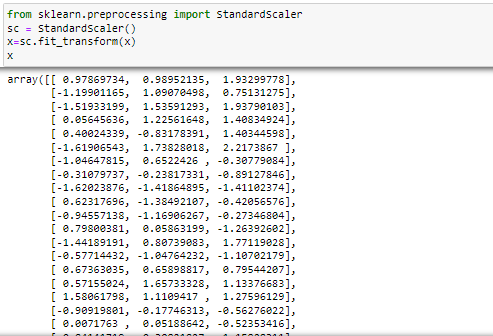 from sklearn.preprocessing import StandardScaler
sc = StandardScaler()
x=sc.fit_transform(x)
x
array([[ 0.97869734, 0.98952135, 1.93299778],
[-1.19901165, 1.09070498, 0.75131275],
[-1.51933199, 1.53591293, 1.93790103],
[ 0.05645636, 1.22561648, 1.40834924],
[ 0.40024339, -0.83178391, 1.40344598],
[-1.61906543, 1.73828018, 2.2173867 ],
[-1.04647815, 0.6522426 , -0.30779084],
[-0.31079737, -0.23817331, -0.89127846],
[-1.62023876, -1.41864895, -1.41102374],
[ 0.62317696, -1.38492107, -0.42056576],
[-0.94557138, -1.16906267, -0.27346804],
[ 0.79800381, 0.05863199, -1.26392602],
[-1.44189191, 0.80739083, 1.77119028],
[-0.57714432, -1.04764232, -1.10702179],
[ 0.67363035, 0.65898817, 0.79544207],
[ 0.57155024, 1.65733328, 1.13376683],
[ 1.58061798, 1.1109417 , 1.27596129],
[-0.90919801, -0.17746313, -0.56276022],
[ 0.0071763 , 0.05188642, -0.52353416],